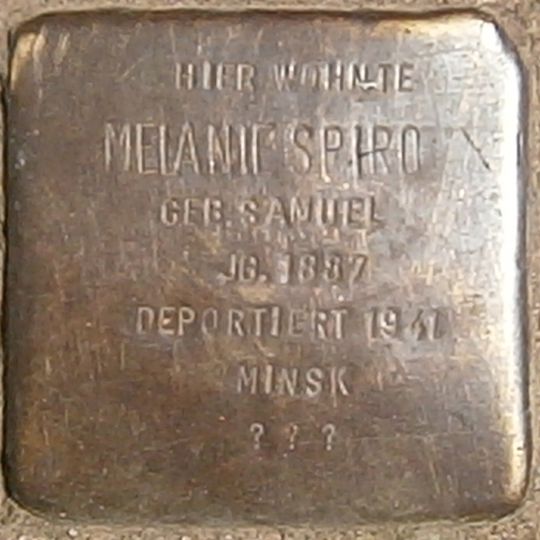 HIER WOHNTE
MELANIE SPIRO
GEB. SAMUEL
JG. 1887
DEPORTIERT 1941
MINSK
? ? ?